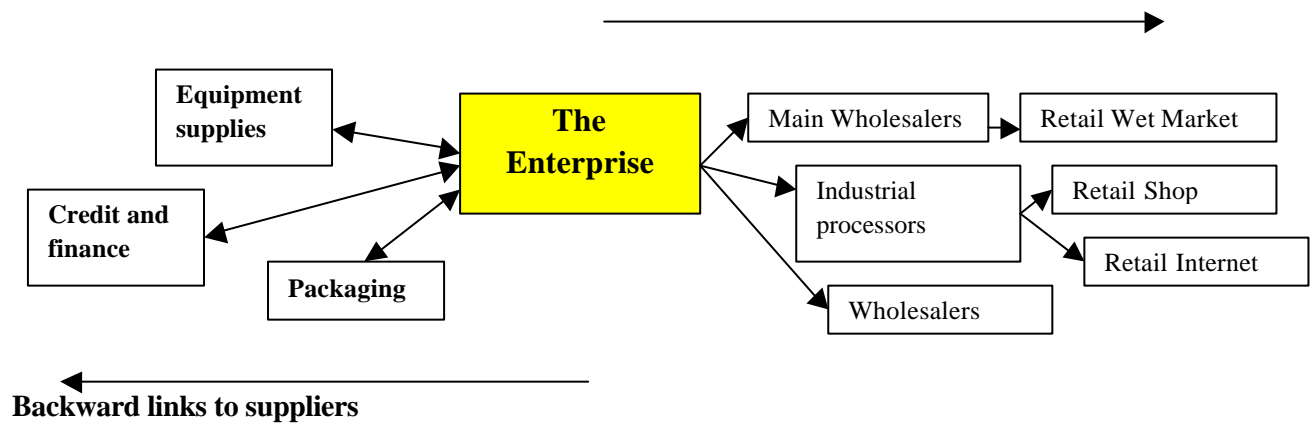 Equipment
supplies
The
Enterprise
Main Wholesalers
Retail Wet Market
Credit and
finance
Industrial
processors
Retail Shop
Retail Internet
Packaging
Wholesalers
Backward links to suppliers